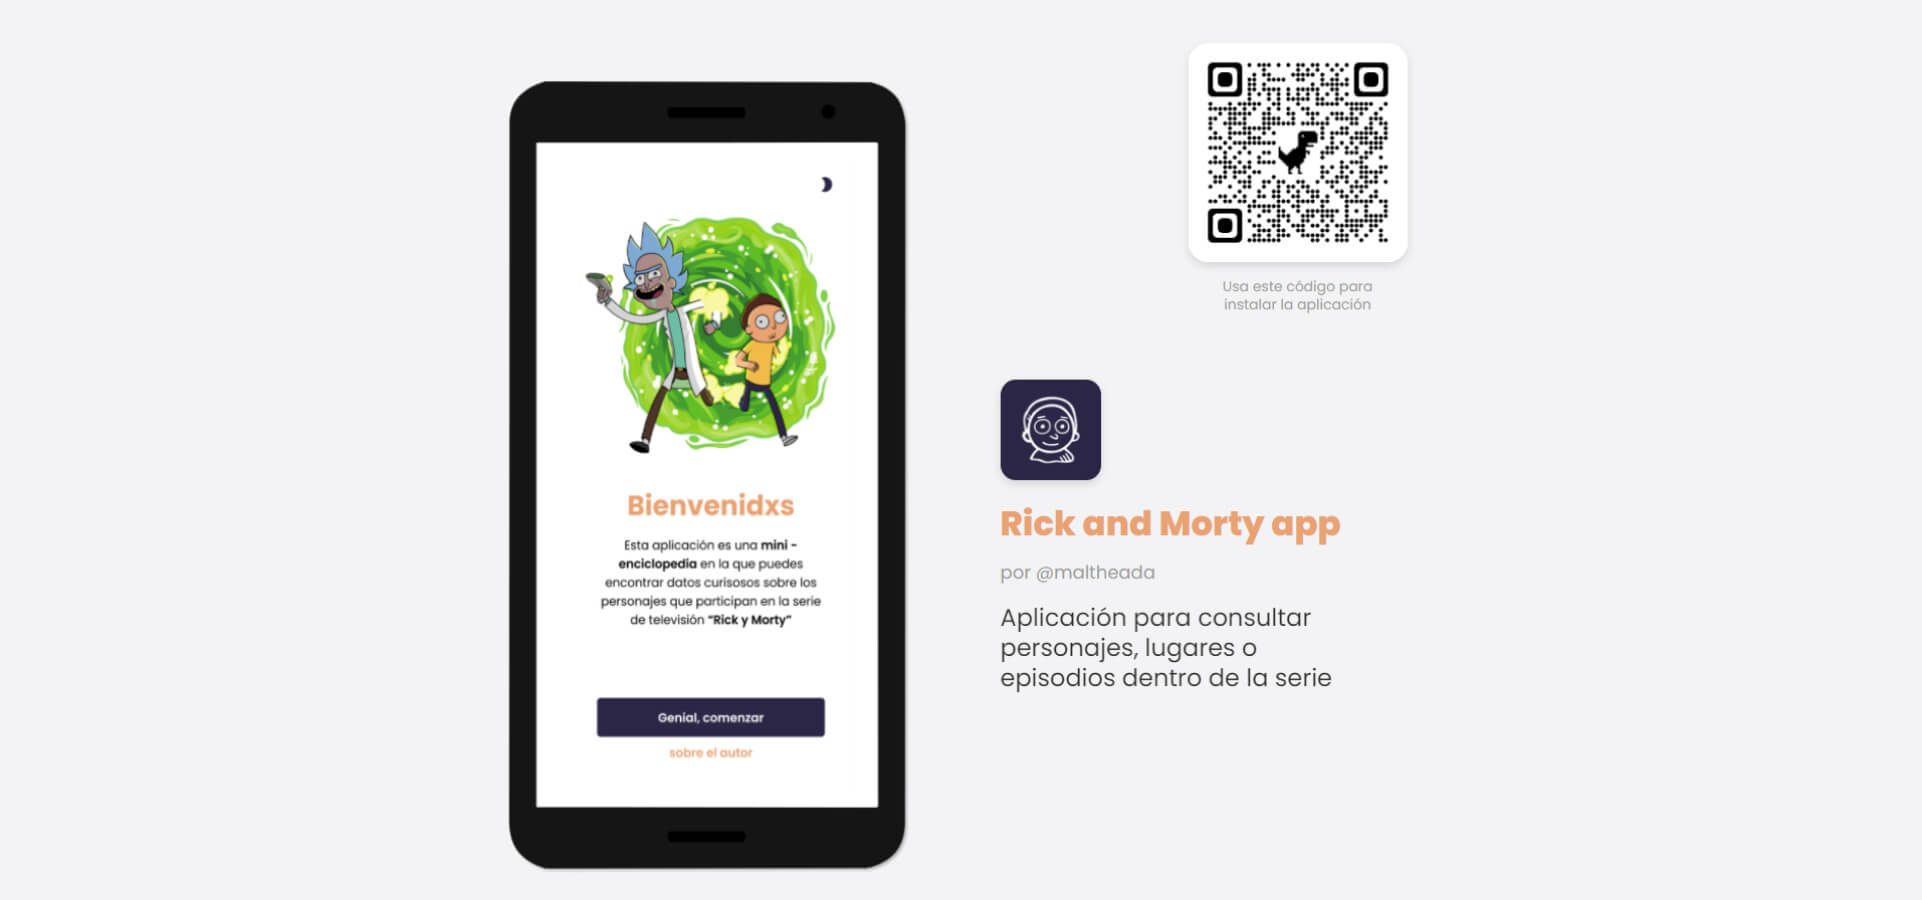 Bienvenidxs
Esta aplicación es una mini -
enciclopedia en la que puedes
encontrar datos curisosos sobre los
personajes que participan en la serie
de televisión “Rick y Morty”
Genial, comenzar
sobre el autor
Usa este código para
instalar la aplicación
Rick and Morty app
por @maltheada
Aplicación para consultar
personajes, lugares o
episodios dentro de la serie